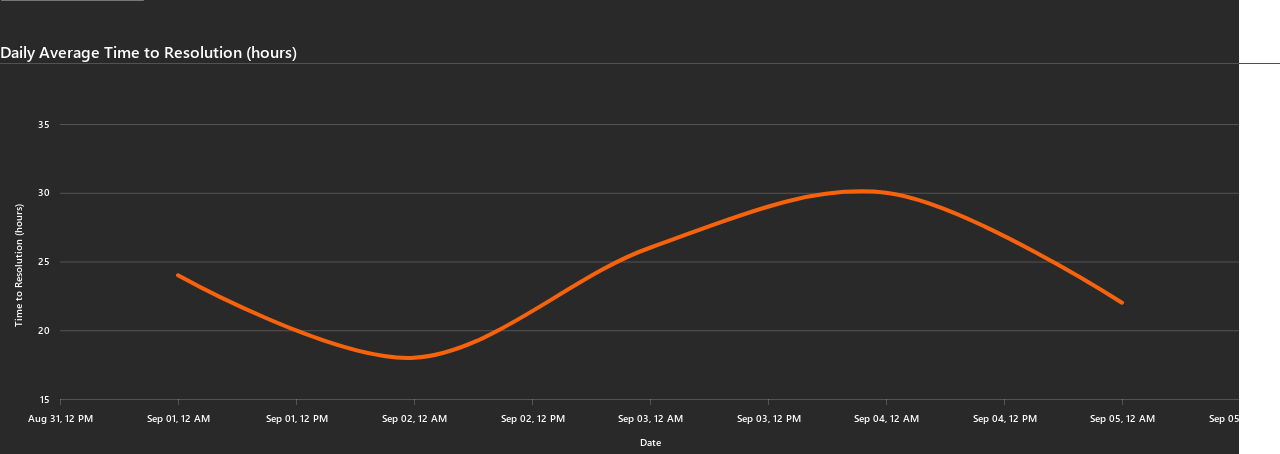 Daily Average Time to Resolution (hours)
35
30
25
20
15
Time to Resolution (hours)
Aug 31, 12 PM Sep 01, 12 AM Sep 01, 12 PM Sep 02, 12 AM Sep 02, 12 PM Sep 03, 12 AM Sep 03, 12 PM Sep 04, 12 AM Sep 04, 12 PM Sep 05, 12 AM Sep 05
Date